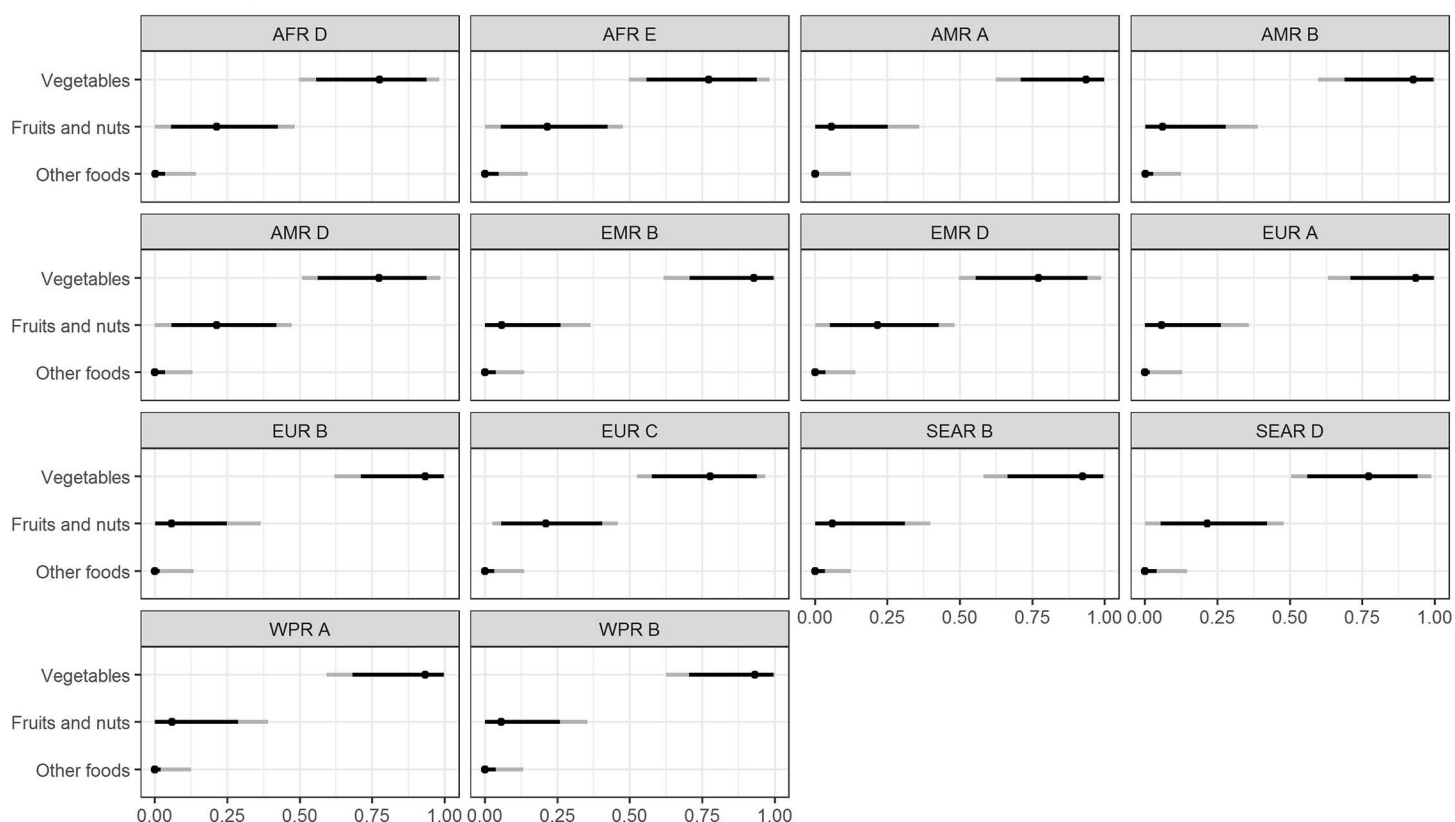 AFR D AFR E AMR A AMR B
Vegetables
Fruits and nuts
Other foods
AMR D EMR B EMR D EUR A
Vegetables
Fruits and nuts
Other foods
EUR B EUR C SEAR B SEAR D
Vegetables
Fruits and nuts
Other foods
0.00 0.25 0.50 0.75 1.00 0.00 0.25 0.50 0.75 1.00
WPR A WPR B
Vegetables
Fruits and nuts
Other foods
0.00 0.25 0.50 0.75 1.00 0.00 0.25 0.50 0.75 1.00